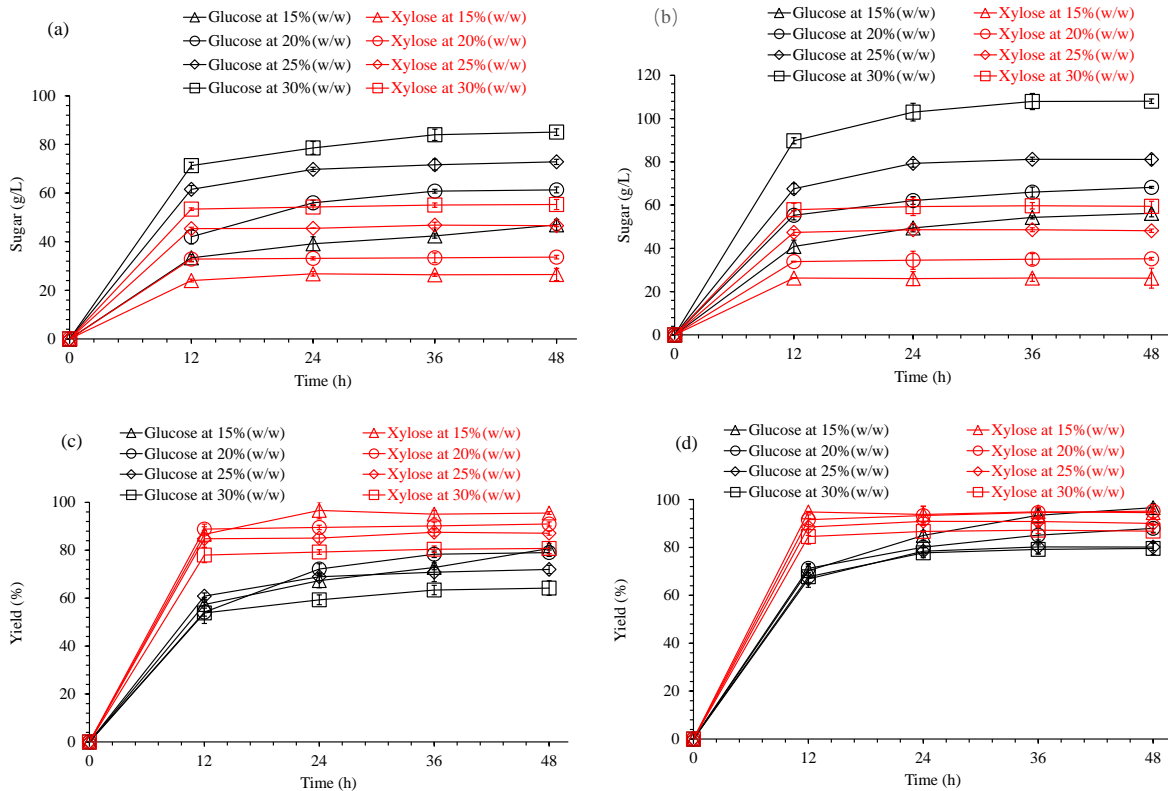 (a)
Glucose at 15%(w/w) Xylose at 15%(w/w)
Glucose at 20%(w/w) Xylose at 20%(w/w)
Glucose at 25%(w/w) Xylose at 25%(w/w)
Glucose at 30%(w/w) Xylose at 30%(w/w)
100
80
60
40
20
0
Sugar (g/L)
0 12 24 36 48
Time (h)
(b)
Glucose at 15%(w/w) Xylose at 15%(w/w)
Glucose at 20%(w/w) Xylose at 20%(w/w)
Glucose at 25%(w/w) Xylose at 25%(w/w)
Glucose at 30%(w/w) Xylose at 30%(w/w)
120
100
80
60
40
20
0
Sugar (g/L)
0 12 24 36 48
Time (h)
(c)
Glucose at 15%(w/w) Xylose at 15%(w/w)
Glucose at 20%(w/w) Xylose at 20%(w/w)
Glucose at 25%(w/w) Xylose at 25%(w/w)
Glucose at 30%(w/w) Xylose at 30%(w/w)
100
80
60
40
20
0
Yield (%)
0 12 24 36 48
Time (h)
(d)
Glucose at 15%(w/w) Xylose at 15%(w/w)
Glucose at 20%(w/w) Xylose at 20%(w/w)
Glucose at 25%(w/w) Xylose at 25%(w/w)
Glucose at 30%(w/w) Xylose at 30%(w/w)
100
80
60
40
20
0
Yield (%)
0 12 24 36 48
Time (h)